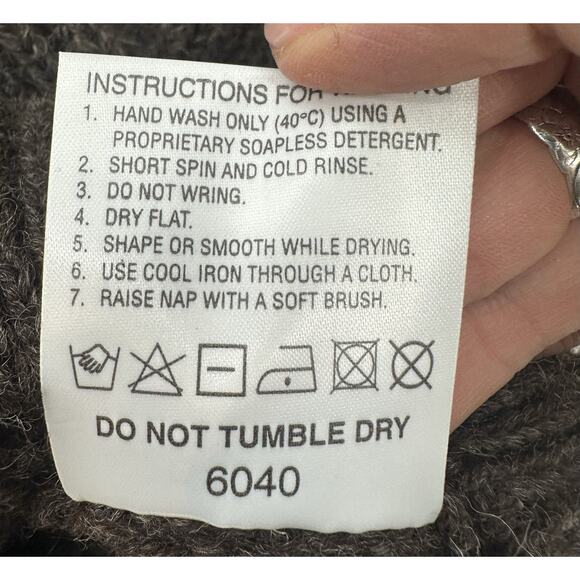 INSTRUCTIONS FOR
1. HAND WASH ONLY (40°C) USING A
PROPRIETARY SOAPLESS DETERGENT.
2. SHORT SPIN AND COLD RINSE.
3. DO NOT WRING.
4. DRY FLAT.
5. SHAPE OR SMOOTH WHILE DRYING.
6. USE COOL IRON THROUGH A CLOTH.
7. RAISE NAP WITH A SOFT BRUSH.
DO NOT TUMBLE DRY
6040